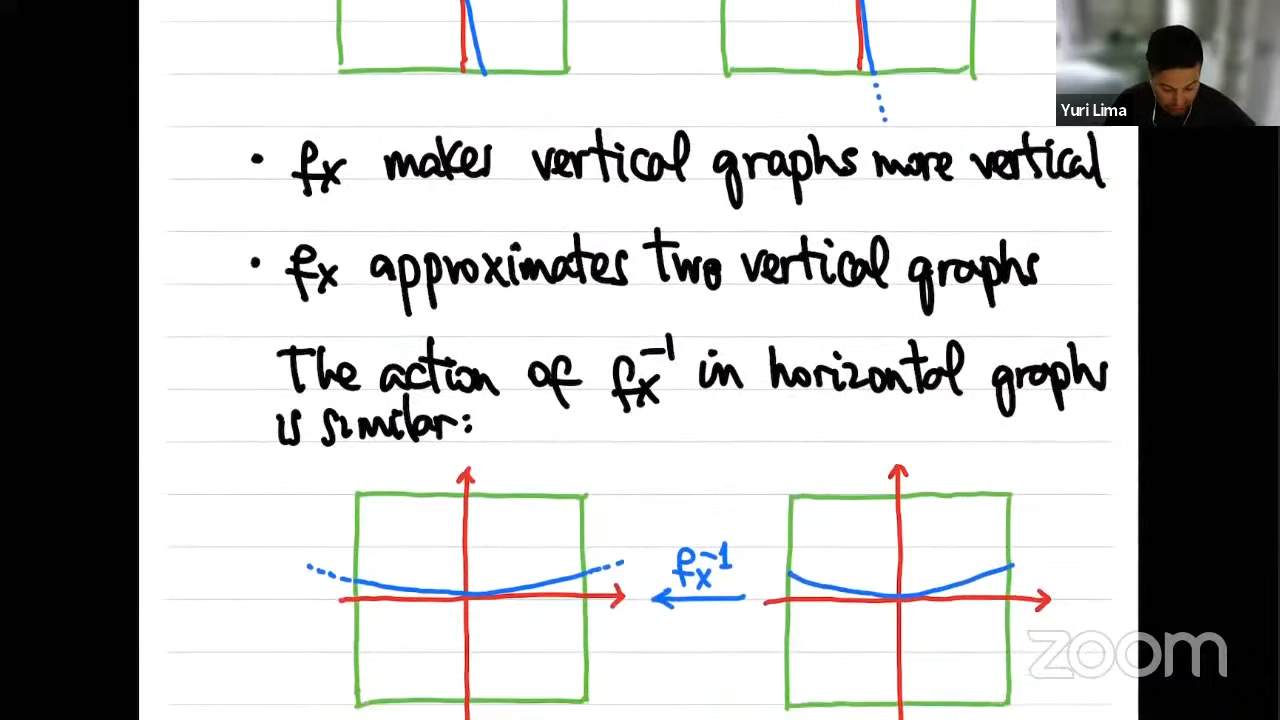 Yuri Lima
• fx makes vertical graphs more vertical
• fx approximates two vertical graphs
The action of fx⁻¹ in horizontal graphs
is similar:
fx⁻¹
zoom